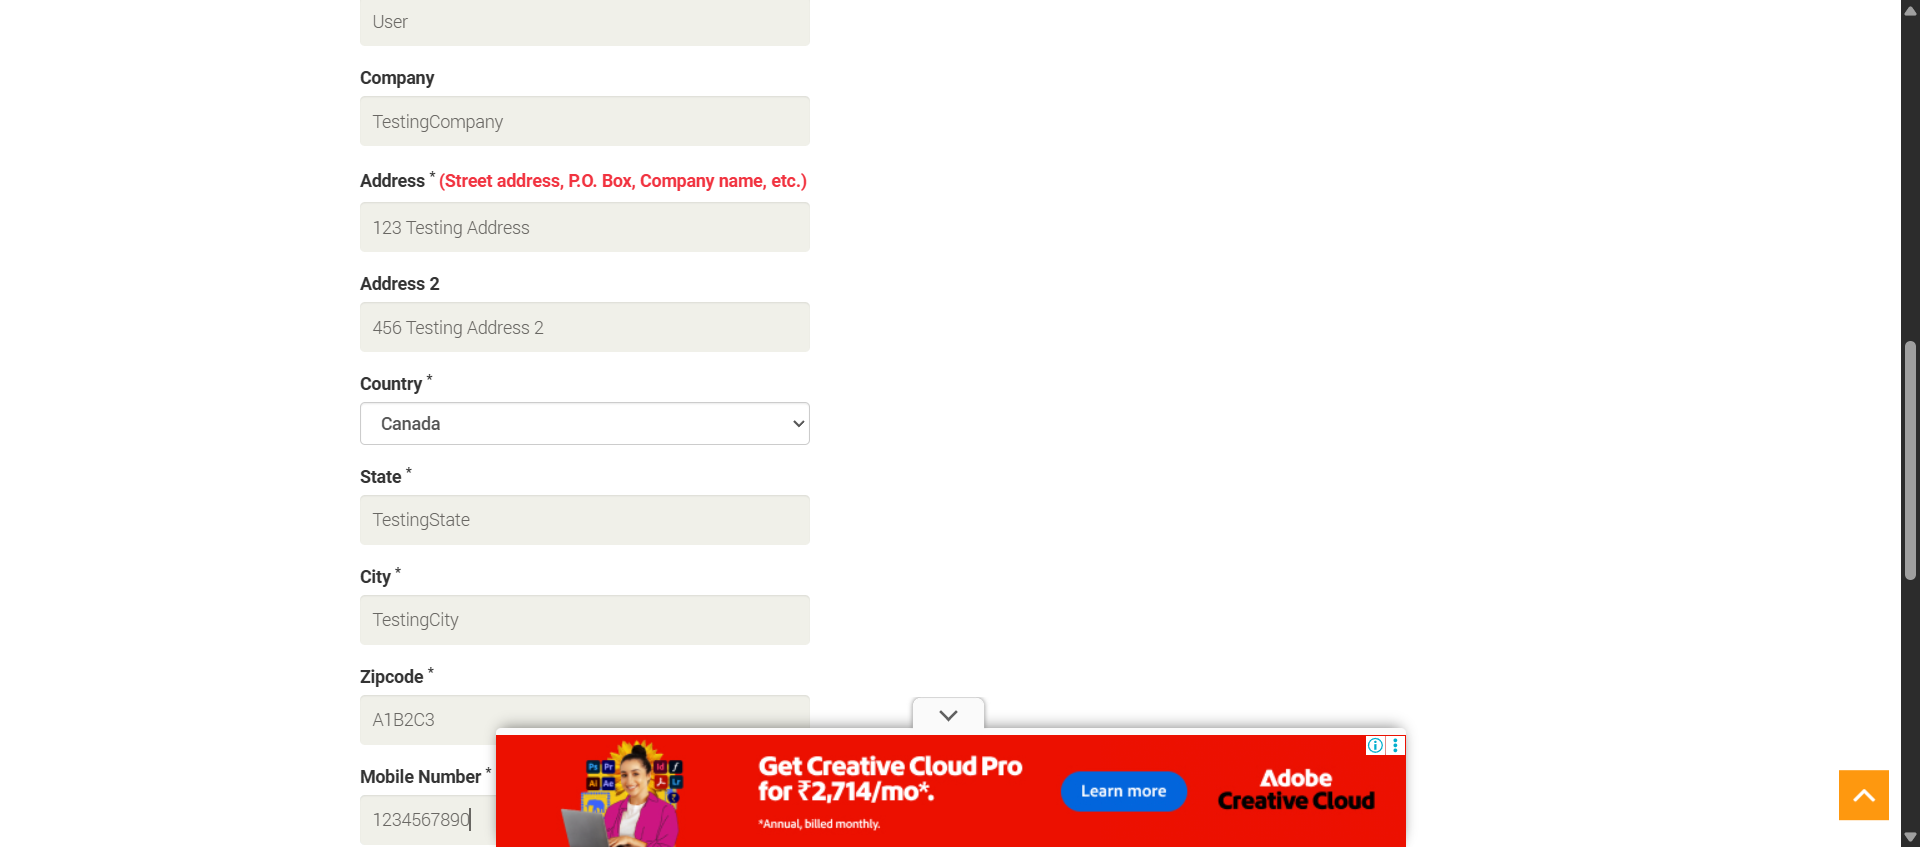 User
Company
TestingCompany
Address * (Street address, P.O. Box, Company name, etc.)
123 Testing Address
Address 2
456 Testing Address 2
Country *
Canada
State *
TestingState
City *
TestingCity
Zipcode *
A1B2C3
Mobile Number *
1234567890
Ps Pr Id
Ai Ae Lr
Get Creative Cloud Pro
for ₹2,714/mo*.
*Annual, billed monthly.
Learn more
Adobe
Creative Cloud